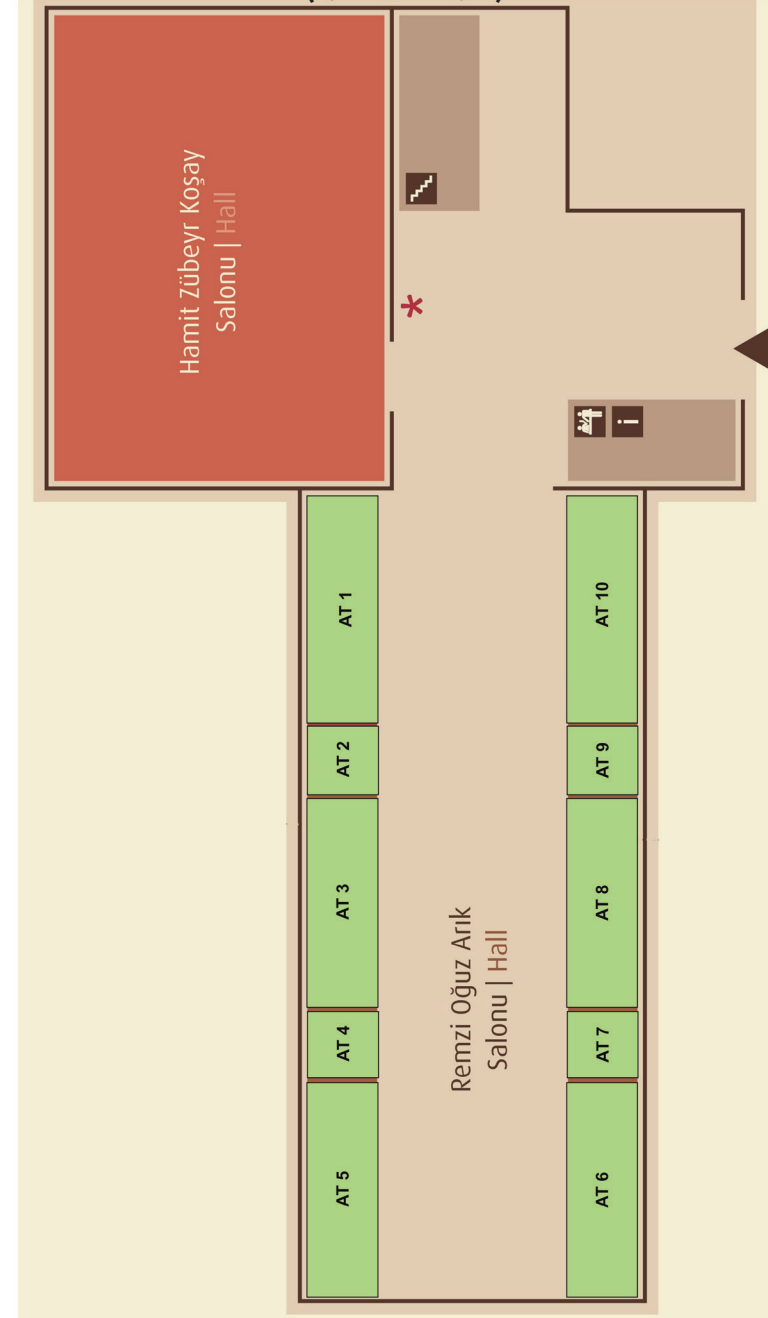 Hamit Zübeyr Koşay
Salonu | Hall
*
i
AT 1
AT 10
AT 2
AT 9
AT 3
AT 8
Remzi Oğuz Arık
Salonu | Hall
AT 4
AT 7
AT 5
AT 6